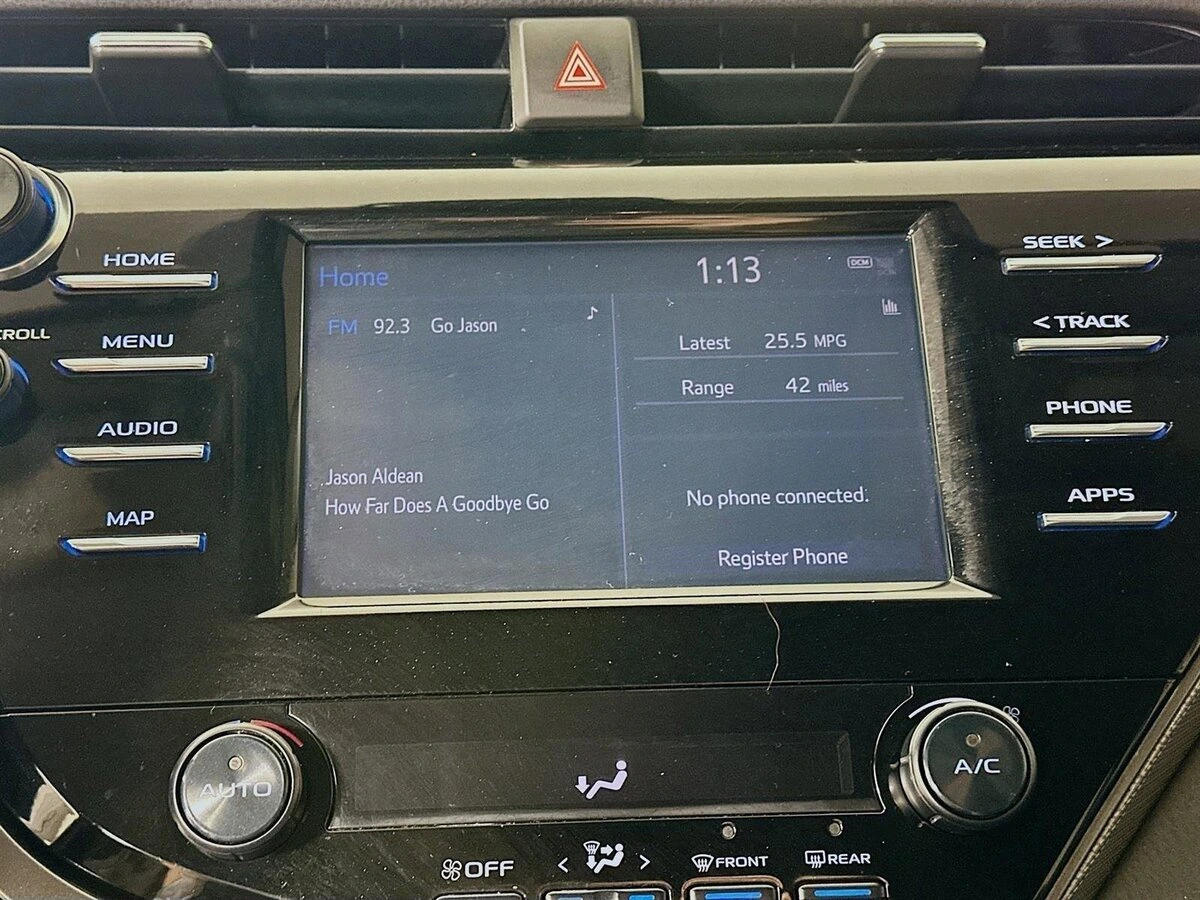 HOME
CROLL
MENU
AUDIO
MAP
Home
1:13
DCM
FM 92.3 Go Jason
Jason Aldean
How Far Does A Goodbye Go
Latest 25.5 MPG
Range 42 miles
No phone connected.
Register Phone
SEEK >
< TRACK
PHONE
APPS
AUTO
A/C
OFF < > FRONT REAR